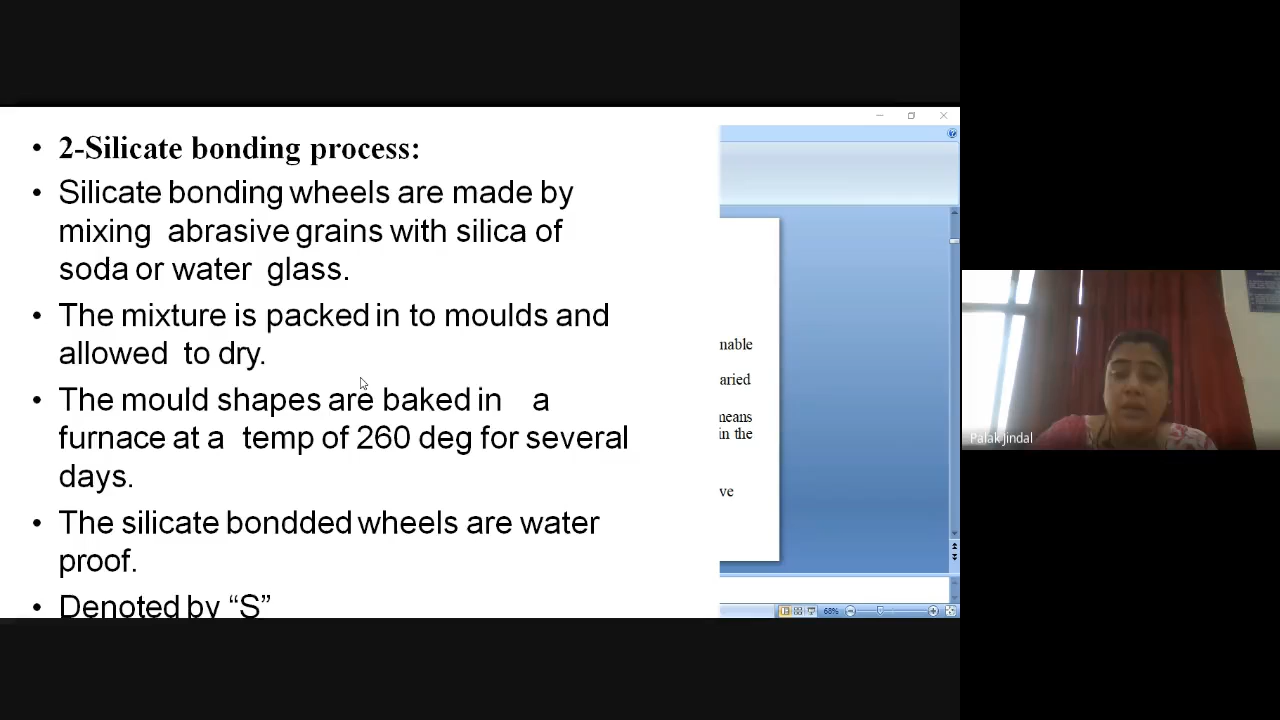 • 2-Silicate bonding process:
• Silicate bonding wheels are made by
mixing abrasive grains with silica of
soda or water glass.
• The mixture is packed in to moulds and
allowed to dry.
• The mould shapes are baked in a
furnace at a temp of 260 deg for several
days.
• The silicate bondded wheels are water
proof.
• Denoted by “S”
nable
aried
means
in the
ve
68%
Palak Jindal